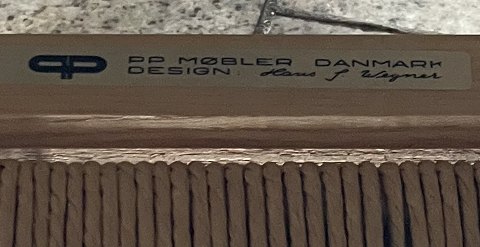 PP MØBLER DANMARK
DESIGN: Hans J Wegner